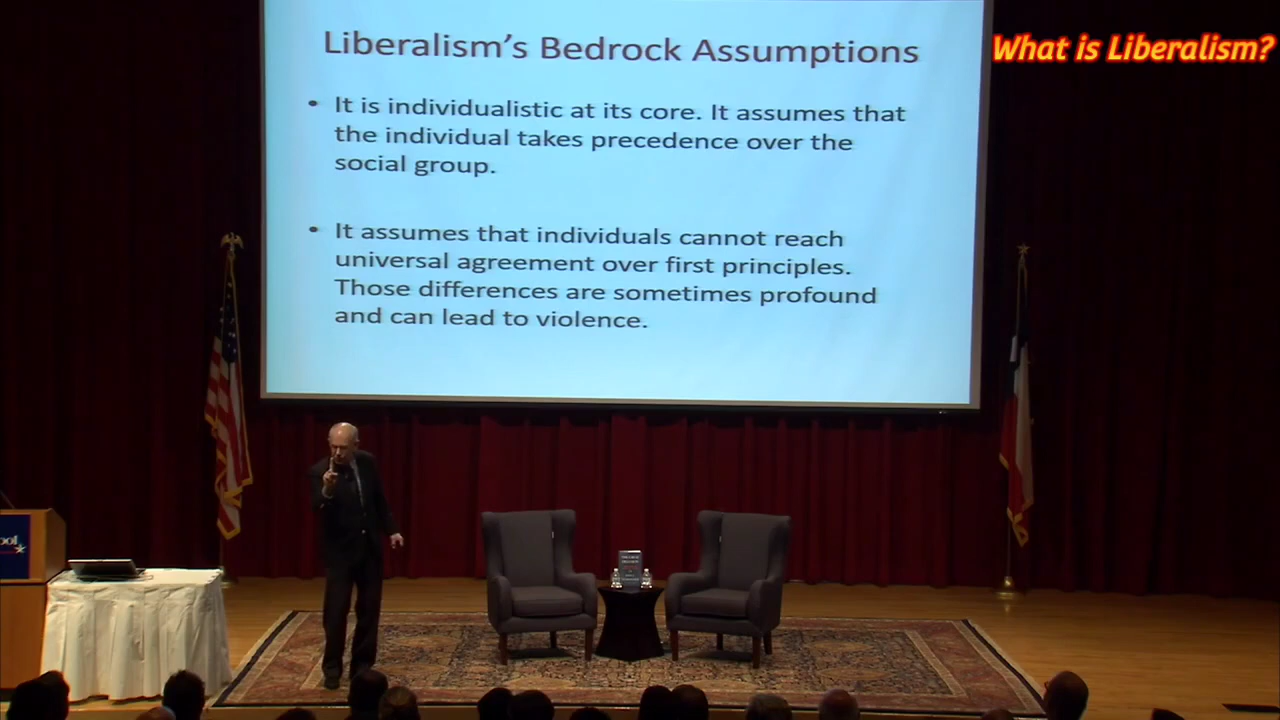 Liberalism's Bedrock Assumptions
What is Liberalism?
• It is individualistic at its core. It assumes that
the individual takes precedence over the
social group.
• It assumes that individuals cannot reach
universal agreement over first principles.
Those differences are sometimes profound
and can lead to violence.